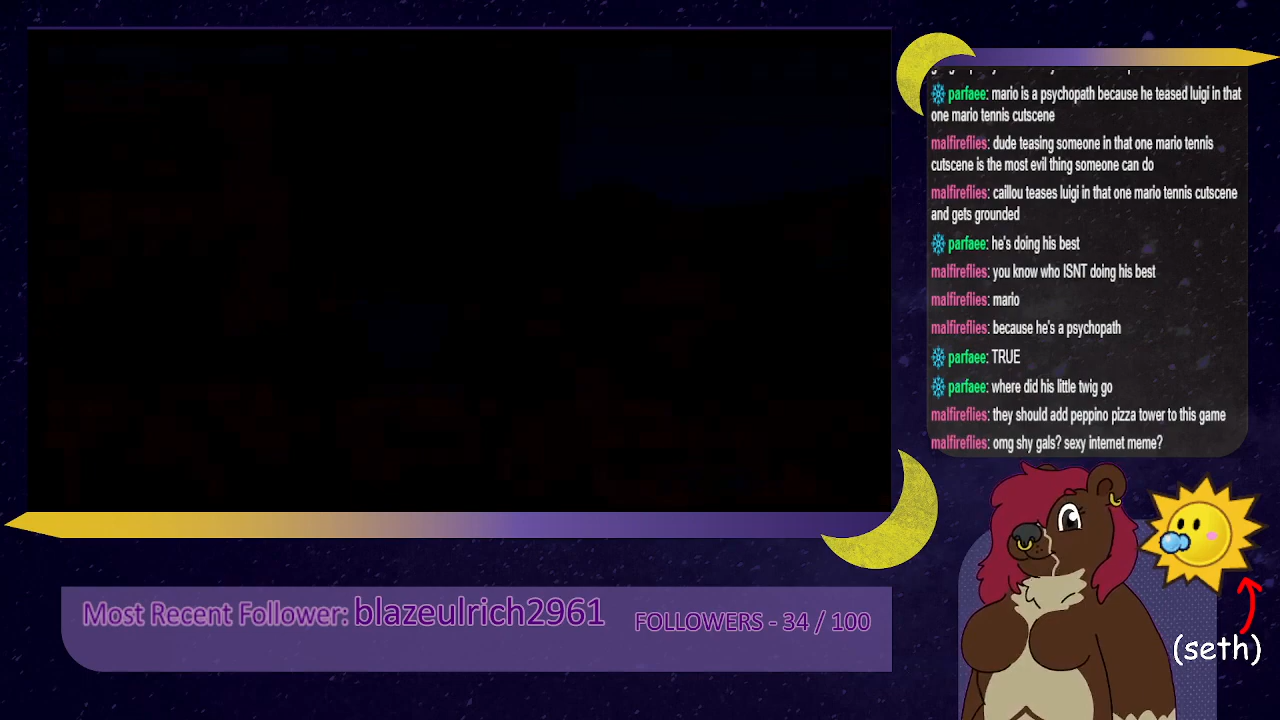 parfaee: mario is a psychopath because he teased luigi in that
one mario tennis cutscene
malfireflies: dude teasing someone in that one mario tennis
cutscene is the most evil thing someone can do
malfireflies: caillou teases luigi in that one mario tennis cutscene
and gets grounded
parfaee: he's doing his best
malfireflies: you know who ISNT doing his best
malfireflies: mario
malfireflies: because he's a psychopath
parfaee: TRUE
parfaee: where did his little twig go
malfireflies: they should add peppino pizza tower to this game
malfireflies: omg shy gals? sexy internet meme?
Most Recent Follower: blazeulrich2961
FOLLOWERS - 34 / 100
(seth)